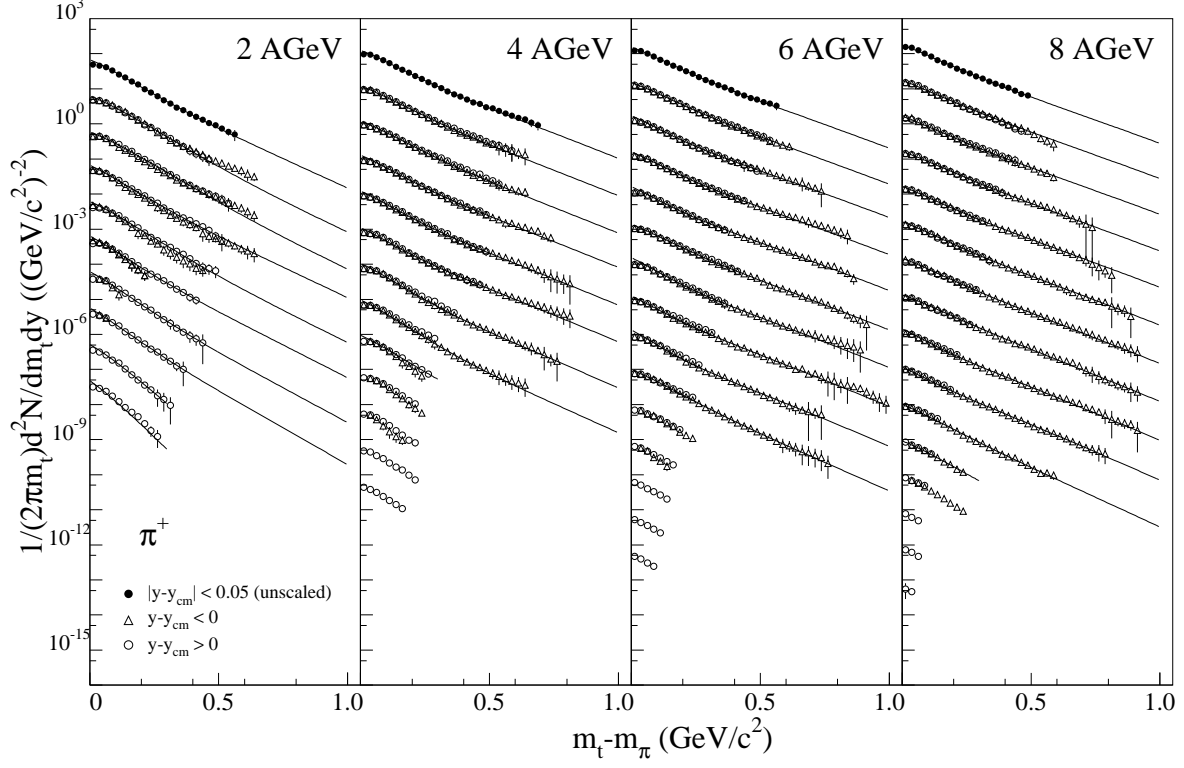 2 AGeV
4 AGeV
6 AGeV
8 AGeV
1/(2πm_t)d^2N/dm_tdy ((GeV/c^2)^-2)
10^3
10^0
10^-3
10^-6
10^-9
10^-12
10^-15
π^+
|y-y_cm| < 0.05 (unscaled)
y-y_cm < 0
y-y_cm > 0
0 0.5 1.0 0.5 1.0 0.5 1.0 0.5 1.0
m_t-m_π (GeV/c^2)